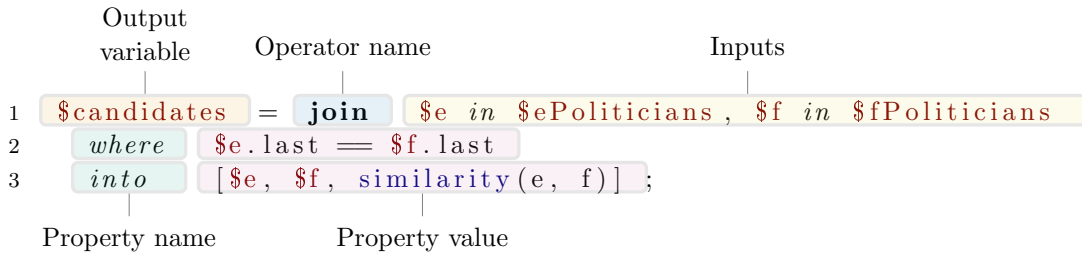 Output
variable
Operator name
Inputs
1 $candidates = join $e in $ePoliticians, $f in $fPoliticians
2 where $e.last == $f.last
3 into [$e, $f, similarity(e, f)] ;
Property name
Property value